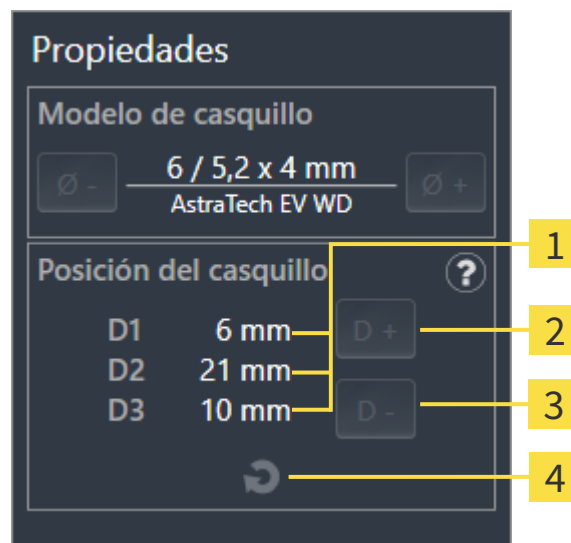 Propiedades
Modelo de casquillo
Ø - 6 / 5,2 x 4 mm Ø +
AstraTech EV WD
1
Posición del casquillo ?
D1 6 mm D + 2
D2 21 mm
D3 10 mm D - 3
4